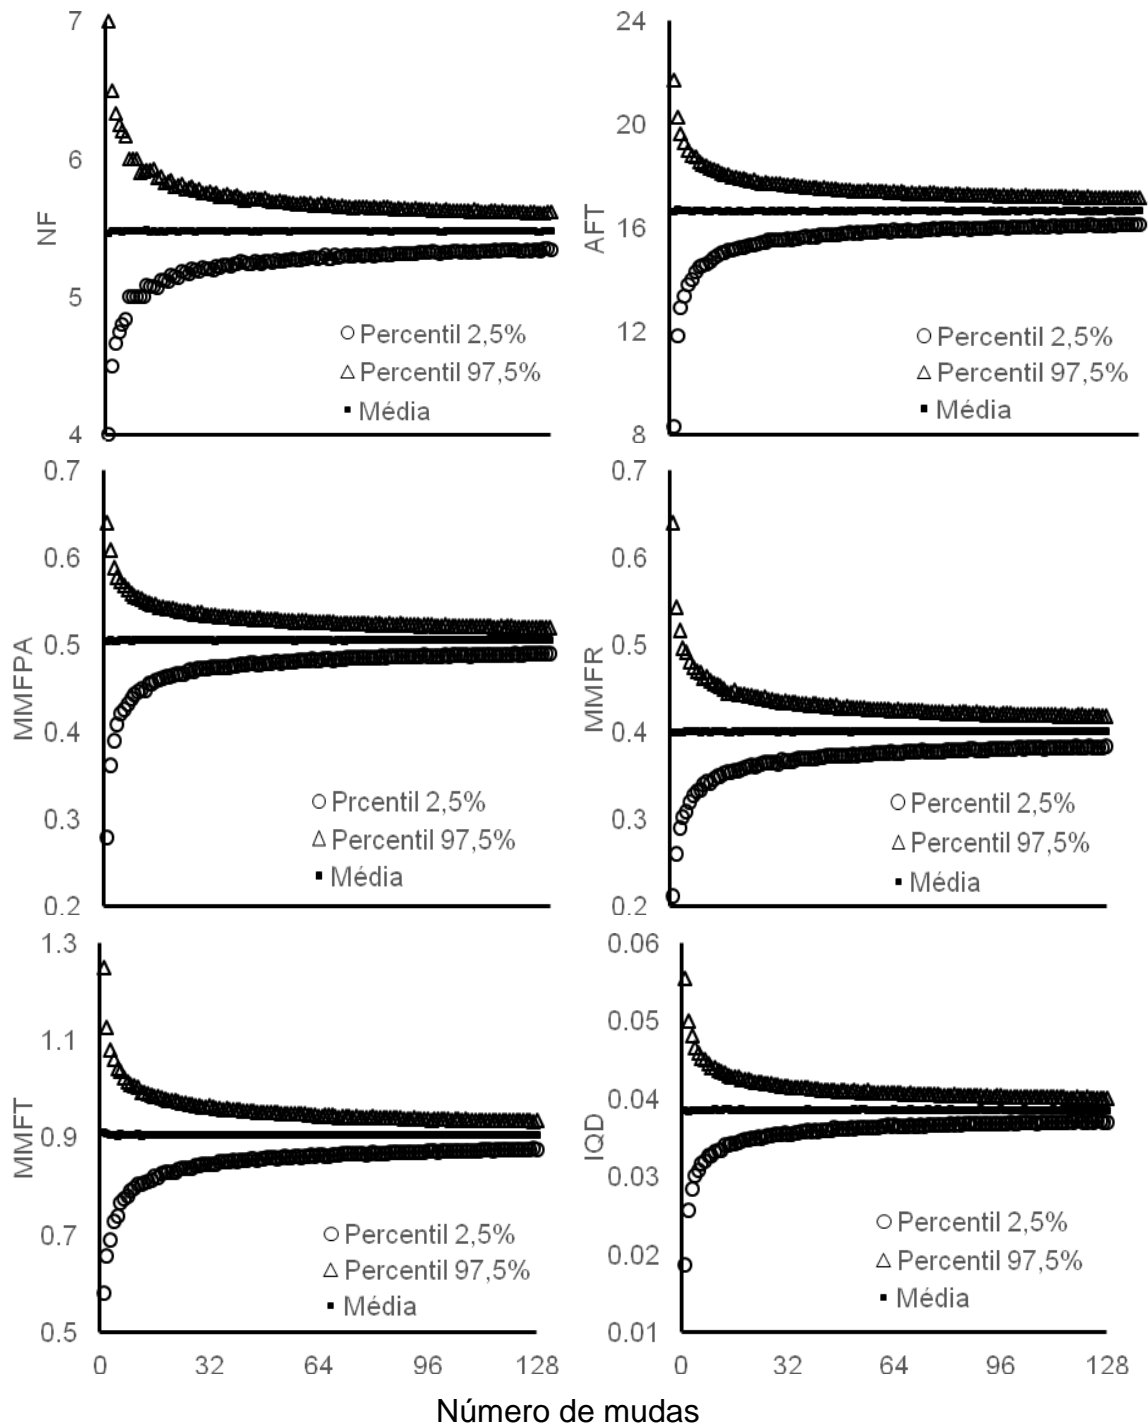 7
6
NF
5
4
○ Percentil 2,5%
△ Percentil 97,5%
▪ Média
24
20
AFT
16
12
8
○ Percentil 2,5%
△ Percentil 97,5%
▪ Média
0.7
0.6
0.5
MMFPA
0.4
0.3
0.2
○ Prcentil 2,5%
△ Percentil 97,5%
▪ Média
0.7
0.6
0.5
MMFR
0.4
0.3
0.2
○ Percentil 2,5%
△ Percentil 97,5%
▪ Média
1.3
1.1
MMFT
0.9
0.7
0.5
○ Percentil 2,5%
△ Percentil 97,5%
▪ Média
0 32 64 96 128
0.06
0.05
0.04
IQD
0.03
0.02
0.01
○ Percentil 2,5%
△ Percentil 97,5%
▪ Média
0 32 64 96 128
Número de mudas